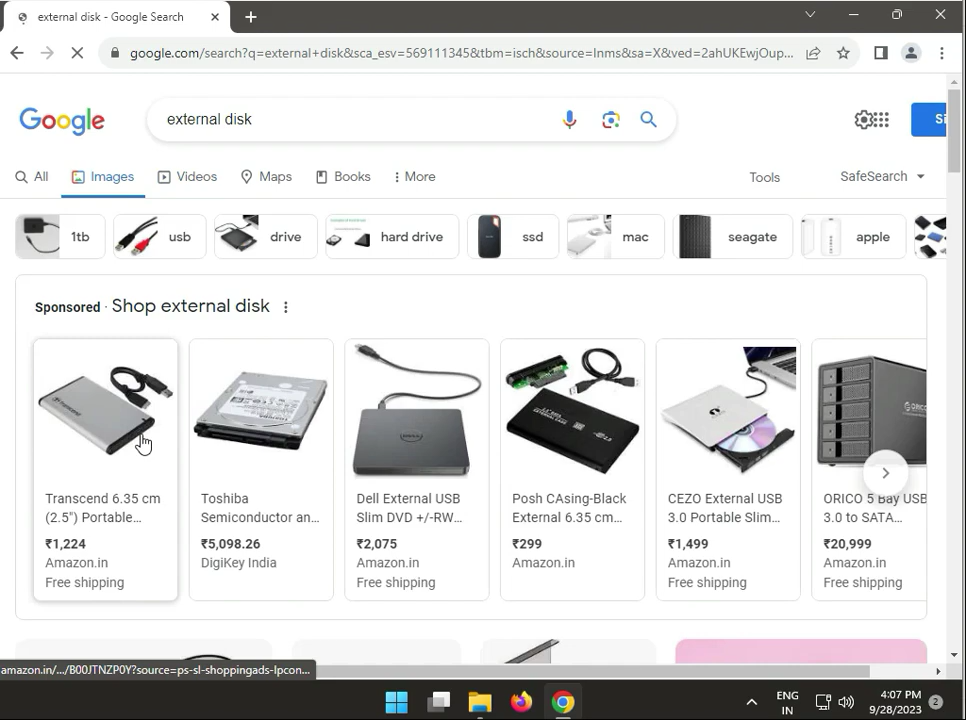 external disk - Google Search
google.com/search?q=external+disk&sca_esv=569111345&tbm=isch&source=lnms&sa=X&ved=2ahUKEwjOup...
Google
external disk
All Images Videos Maps Books More Tools SafeSearch
1tb usb drive hard drive ssd mac seagate apple
Sponsored · Shop external disk
Transcend 6.35 cm (2.5") Portable...
₹1,224
Amazon.in
Free shipping
Toshiba Semiconductor an...
₹5,098.26
DigiKey India
Dell External USB Slim DVD +/-RW...
₹2,075
Amazon.in
Free shipping
Posh CAsing-Black External 6.35 cm...
₹299
Amazon.in
CEZO External USB 3.0 Portable Slim...
₹1,499
Amazon.in
Free shipping
ORICO 5 Bay USB 3.0 to SATA...
₹20,999
Amazon.in
Free shipping
amazon.in/.../B00JTNZP0Y?source=ps-sl-shoppingads-lpcon...
ENG
IN
4:07 PM
9/28/2023
2